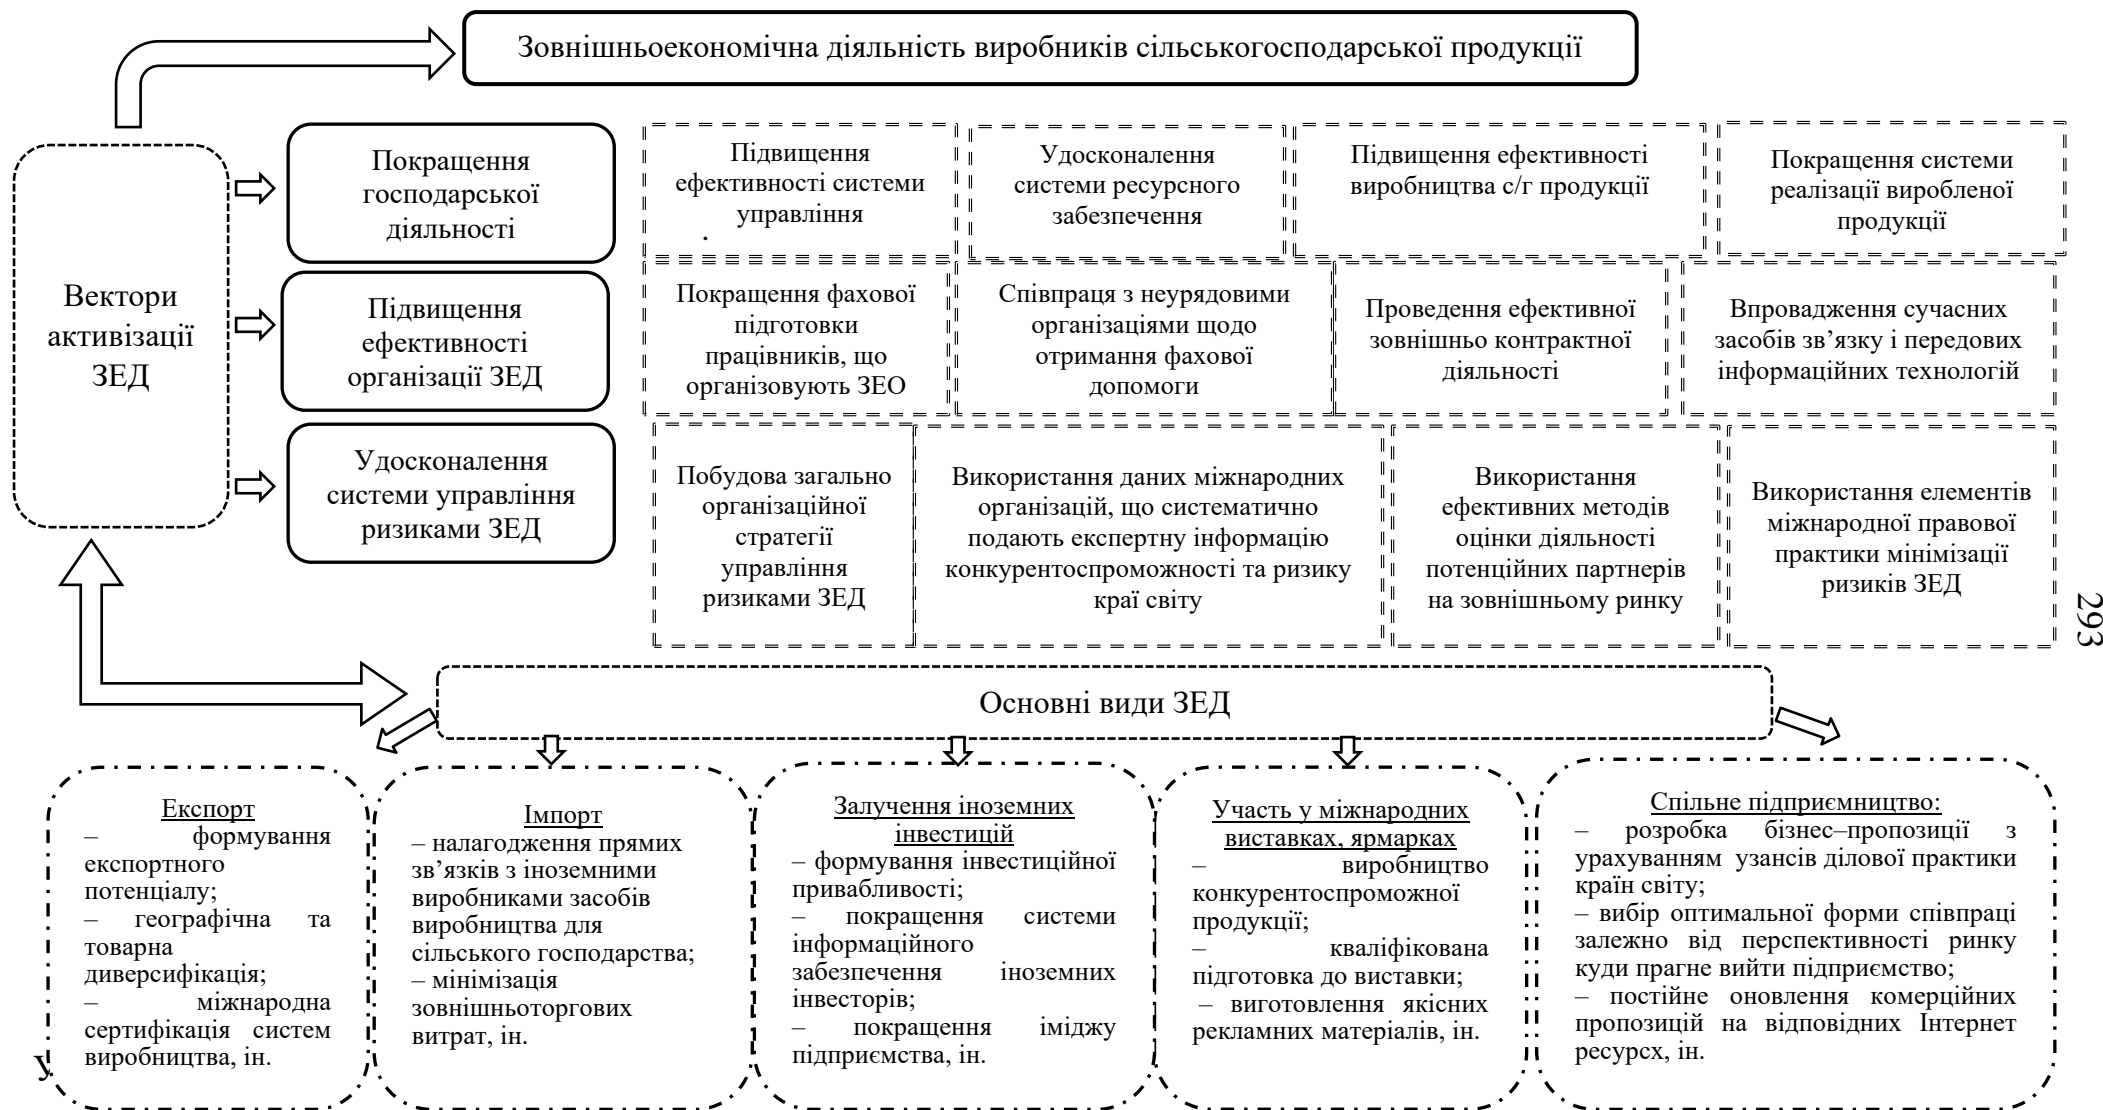 Зовнішньоекономічна діяльність виробників сільськогосподарської продукції
Вектори
активізації
ЗЕД
Покращення
господарської
діяльності
Підвищення
ефективності системи
управління
.
Удосконалення
системи ресурсного
забезпечення
Підвищення ефективності
виробництва с/г продукції
Покращення системи
реалізації виробленої
продукції
Підвищення
ефективності
організації ЗЕД
Покращення фахової
підготовки
працівників, що
організовують ЗЕО
Співпраця з неурядовими
організаціями щодо
отримання фахової
допомоги
Проведення ефективної
зовнішньо контрактної
діяльності
Впровадження сучасних
засобів зв’язку і передових
інформаційних технологій
Удосконалення
системи управління
ризиками ЗЕД
Побудова загально
організаційної
стратегії
управління
ризиками ЗЕД
Використання даних міжнародних
організацій, що систематично
подають експертну інформацію
конкурентоспроможності та ризику
краї світу
Використання
ефективних методів
оцінки діяльності
потенційних партнерів
на зовнішньому ринку
Використання елементів
міжнародної правової
практики мінімізації
ризиків ЗЕД
293
Основні види ЗЕД
Експорт
– формування
експортного
потенціалу;
– географічна та
товарна
диверсифікація;
– міжнародна
сертифікація систем
виробництва, ін.
Імпорт
– налагодження прямих
зв’язків з іноземними
виробниками засобів
виробництва для
сільського господарства;
– мінімізація
зовнішньоторгових
витрат, ін.
Залучення іноземних
інвестицій
– формування інвестиційної
привабливості;
– покращення системи
інформаційного
забезпечення іноземних
інвесторів;
– покращення іміджу
підприємства, ін.
Участь у міжнародних
виставках, ярмарках
– виробництво
конкурентоспроможної
продукції;
– кваліфікована
підготовка до виставки;
– виготовлення якісних
рекламних матеріалів, ін.
Спільне підприємництво:
– розробка бізнес–пропозиції з
урахуванням узансів ділової практики
країн світу;
– вибір оптимальної форми співпраці
залежно від перспективності ринку
куди прагне вийти підприємство;
– постійне оновлення комерційних
пропозицій на відповідних Інтернет
ресурсх, ін.
У